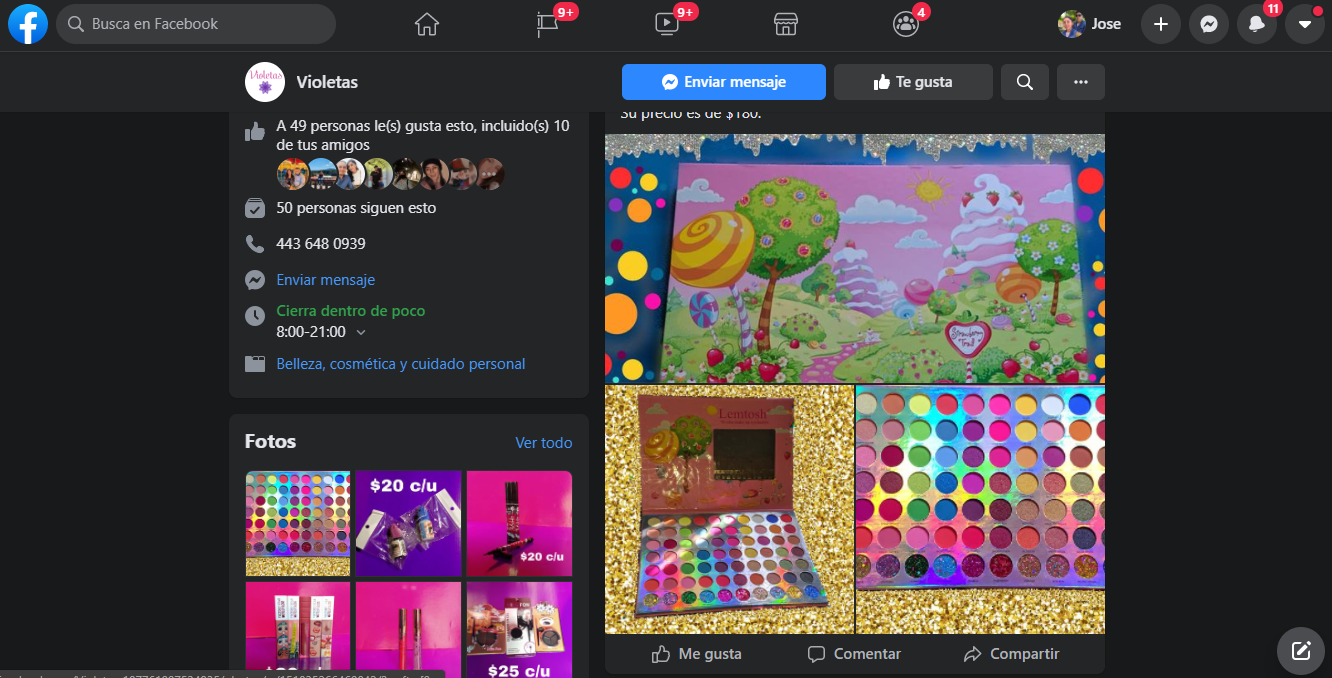 Busca en Facebook
9+
9+
4
Jose
11
Violetas
Violetas
Enviar mensaje
Te gusta
A 49 personas le(s) gusta esto, incluido(s) 10
de tus amigos
50 personas siguen esto
443 648 0939
Enviar mensaje
Cierra dentro de poco
8:00-21:00
Belleza, cosmética y cuidado personal
Fotos
Ver todo
$20 c/u
$20 c/u
$25 c/u
Su precio es de $180.
Strawberry
Trail
Lemtosh
Me gusta
Comentar
Compartir